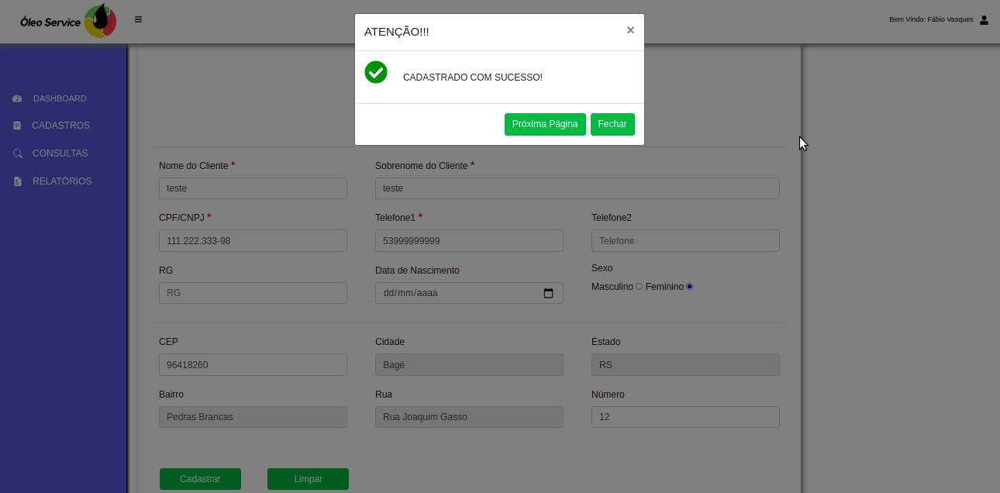 Óleo Service
Bem Vindo: Fábio Vasques
ATENÇÃO!!!
×
CADASTRADO COM SUCESSO!
Próxima Página Fechar
DASHBOARD
CADASTROS
CONSULTAS
RELATÓRIOS
Nome do Cliente * Sobrenome do Cliente *
teste teste
CPF/CNPJ * Telefone1 * Telefone2
111.222.333-98 53999999999 Telefone
RG Data de Nascimento Sexo
RG dd/mm/aaaa Masculino Feminino
CEP Cidade Estado
96418260 Bagé RS
Bairro Rua Número
Pedras Brancas Rua Joaquim Gasso 12
Cadastrar Limpar